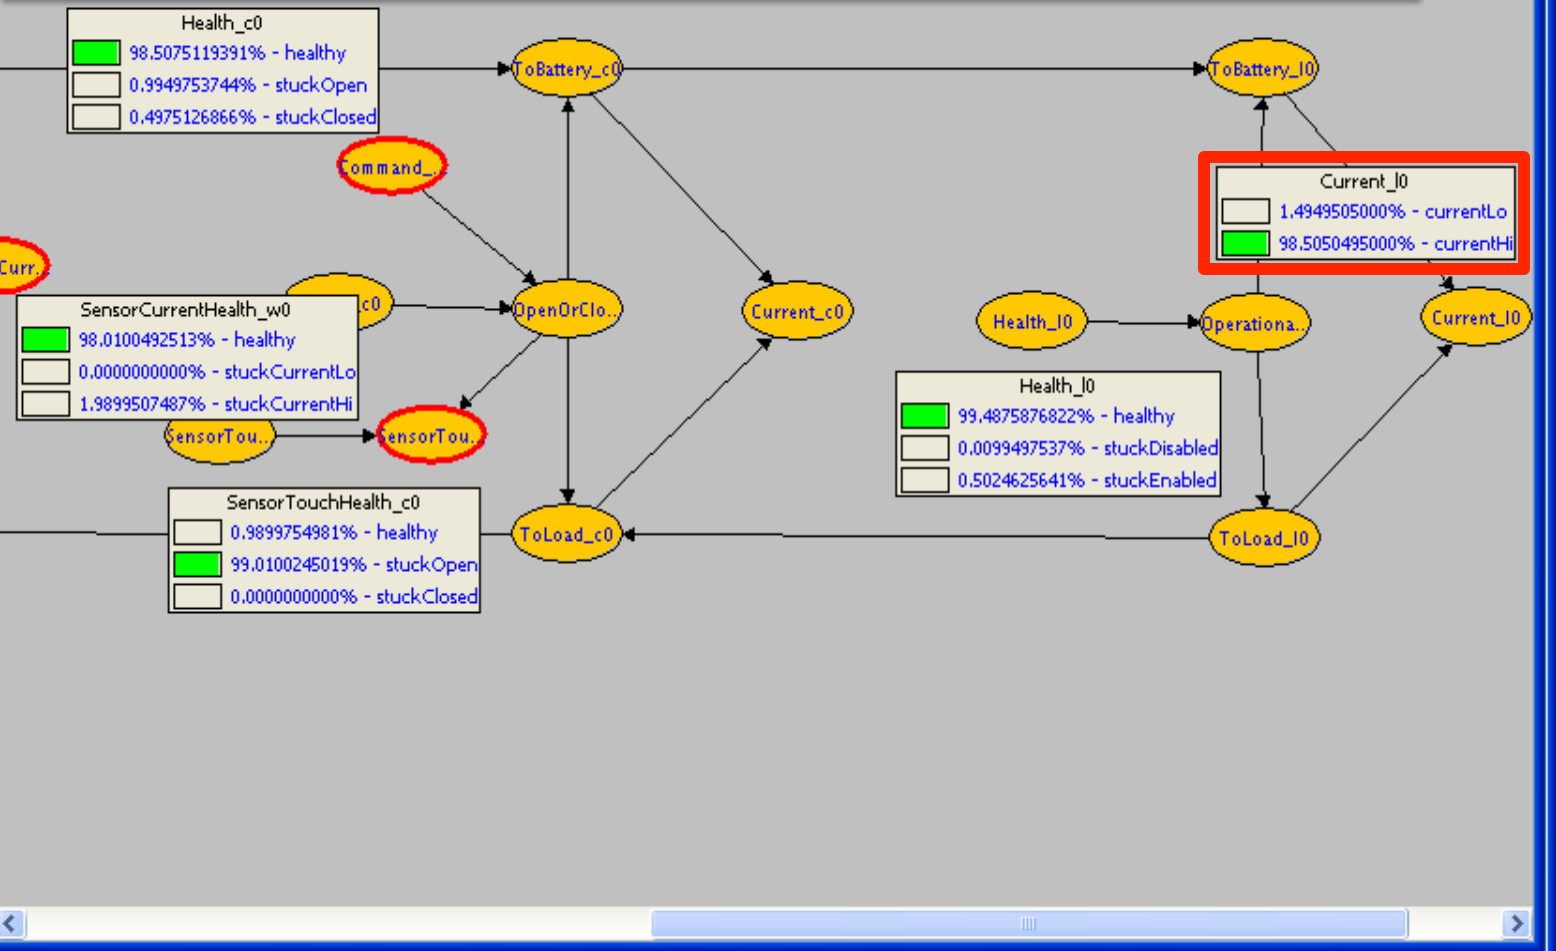 Health_c0
98.5075119391% - healthy
0.9949753744% - stuckOpen
0.4975126866% - stuckClosed
ToBattery_c0
ToBattery_l0
Command_..
Current_l0
1.4949505000% - currentLo
98.5050495000% - currentHi
Curr..
_c0
OpenOrClo..
Current_c0
Health_l0
Operationa..
Current_l0
SensorCurrentHealth_w0
98.0100492513% - healthy
0.0000000000% - stuckCurrentLo
1.9899507487% - stuckCurrentHi
Health_l0
99.4875876822% - healthy
0.0099497537% - stuckDisabled
0.5024625641% - stuckEnabled
SensorTou..
SensorTou..
SensorTouchHealth_c0
0.9899754981% - healthy
99.0100245019% - stuckOpen
0.0000000000% - stuckClosed
ToLoad_c0
ToLoad_l0